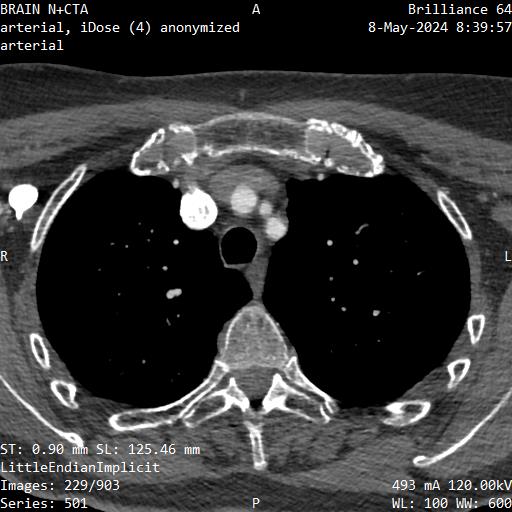 BRAIN N+CTA
A
Brilliance 64
arterial, iDose (4) anonymized
8-May-2024 8:39:57
arterial
R
L
ST: 0.90 mm SL: 125.46 mm
LittleEndianImplicit
Images: 229/903
493 mA 120.00kV
Series: 501
P
WL: 100 WW: 600